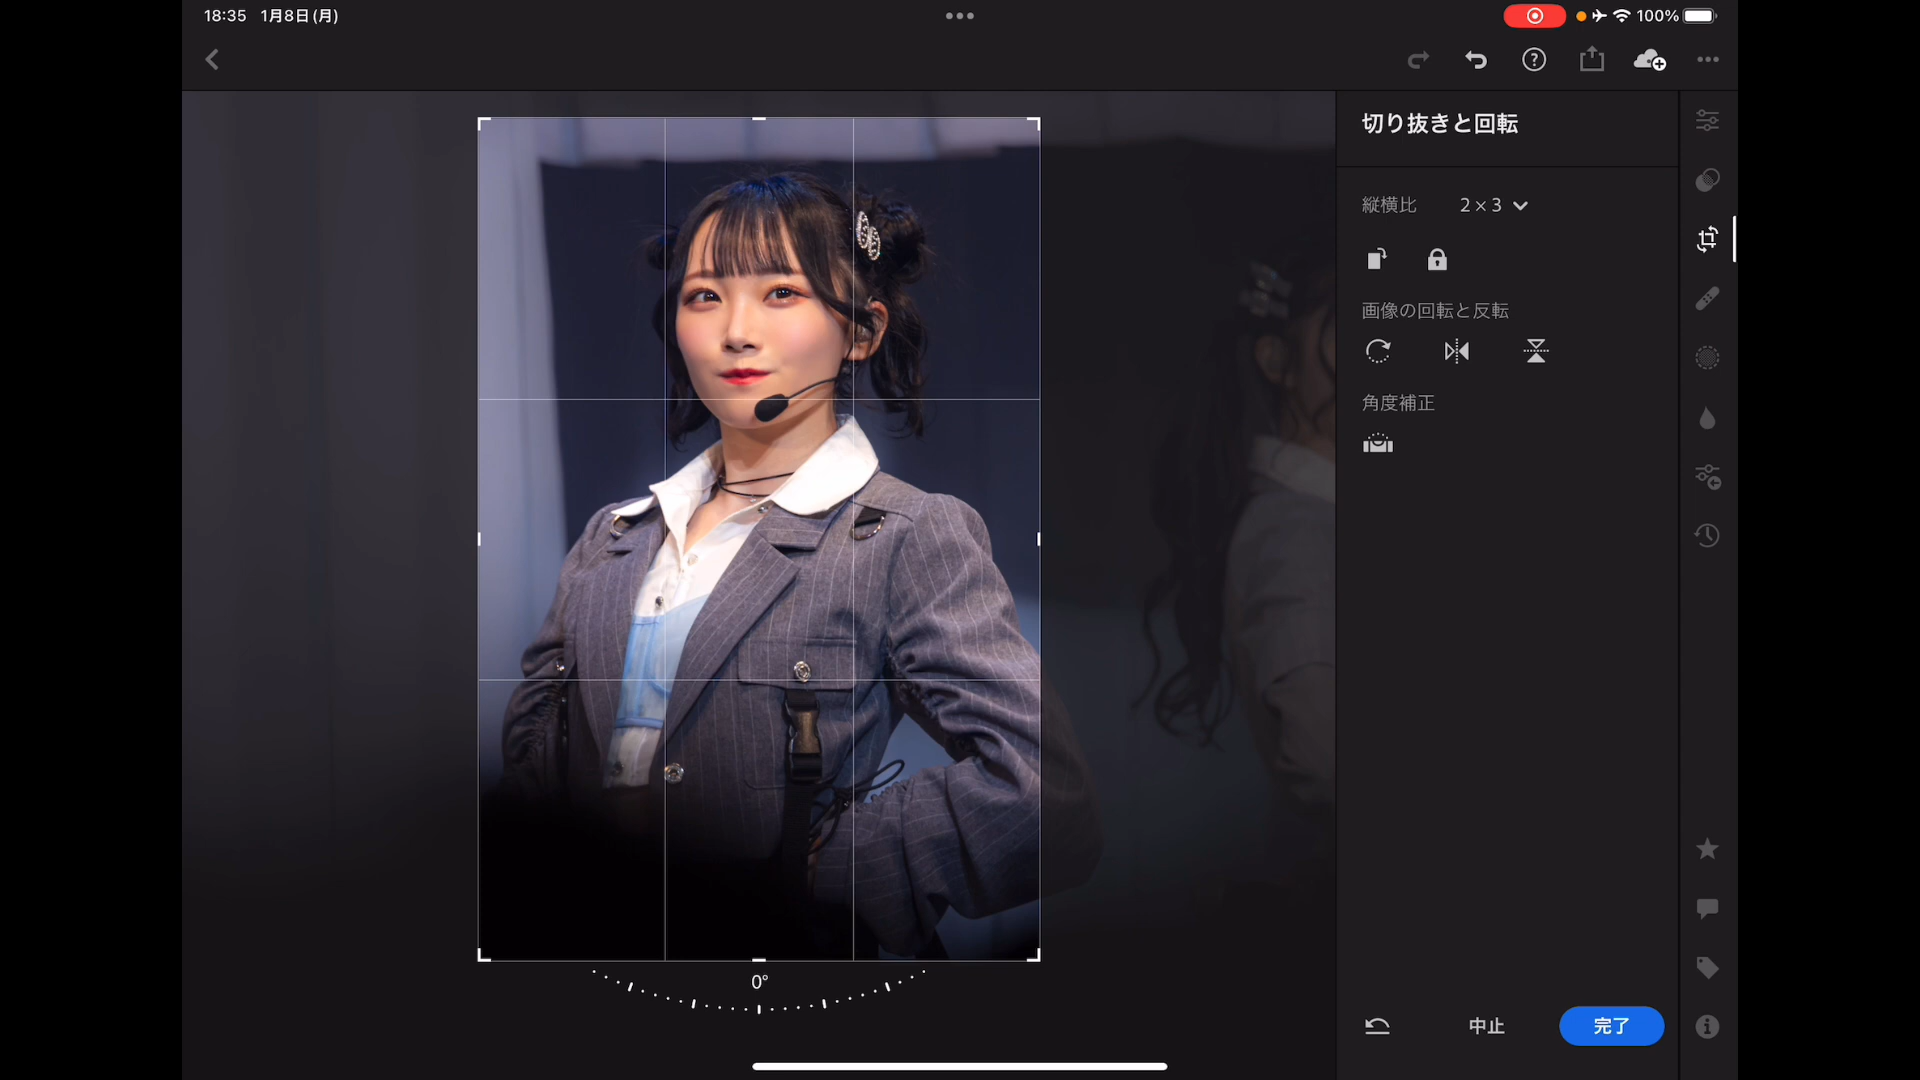 18:35 1月8日(月)
100%
切り抜きと回転
縦横比 2 × 3
画像の回転と反転
角度補正
0°
中止 完了